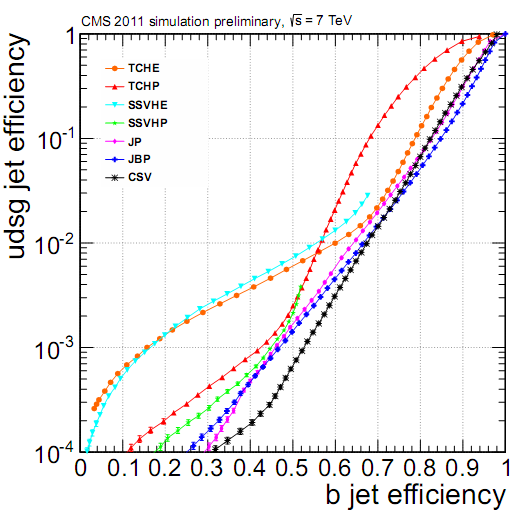 CMS 2011 simulation preliminary, √s = 7 TeV
udsg jet efficiency
1
10^-1
10^-2
10^-3
10^-4
TCHE
TCHP
SSVHE
SSVHP
JP
JBP
CSV
0 0.1 0.2 0.3 0.4 0.5 0.6 0.7 0.8 0.9 1
b jet efficiency